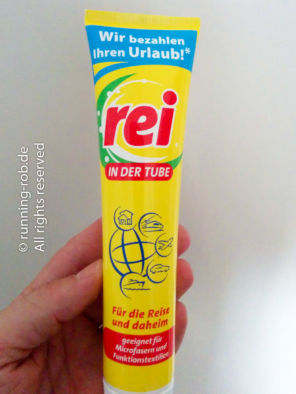 Wir bezahlen
Ihren Urlaub!*
rei
IN DER TUBE
Für die Reise
und daheim
geeignet für
Microfasern und
Funktionstextilien
© running-rob.de
All rights reserved